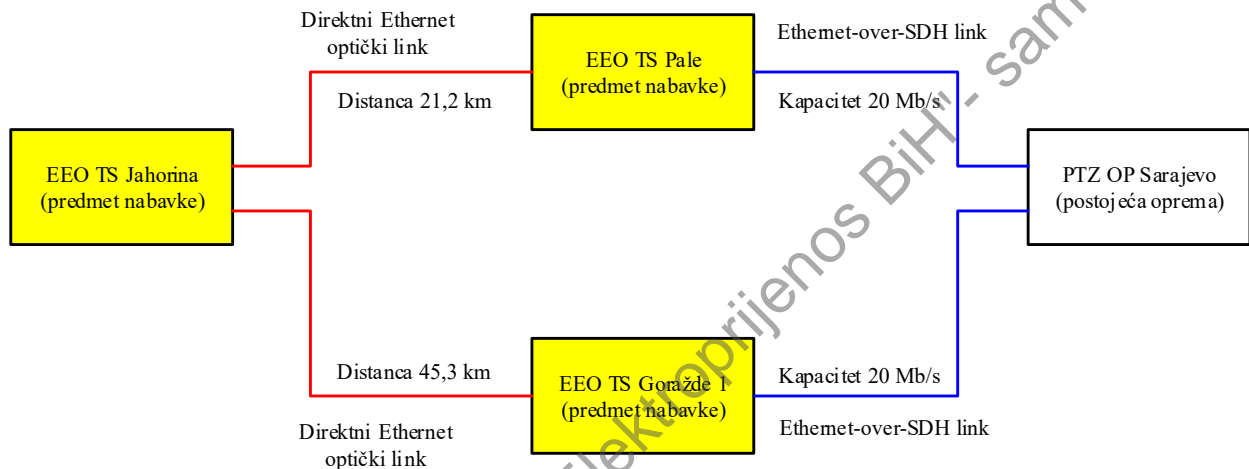 Direktni Ethernet
optički link
Distanca 21,2 km
EEO TS Pale
(predmet nabavke)
Ethernet-over-SDH link
Kapacitet 20 Mb/s
EEO TS Jahorina
(predmet nabavke)
PTZ OP Sarajevo
(postojeća oprema)
Distanca 45,3 km
Direktni Ethernet
optički link
EEO TS Goražde 1
(predmet nabavke)
Kapacitet 20 Mb/s
Ethernet-over-SDH link
elektroprijenos BiH"- sam